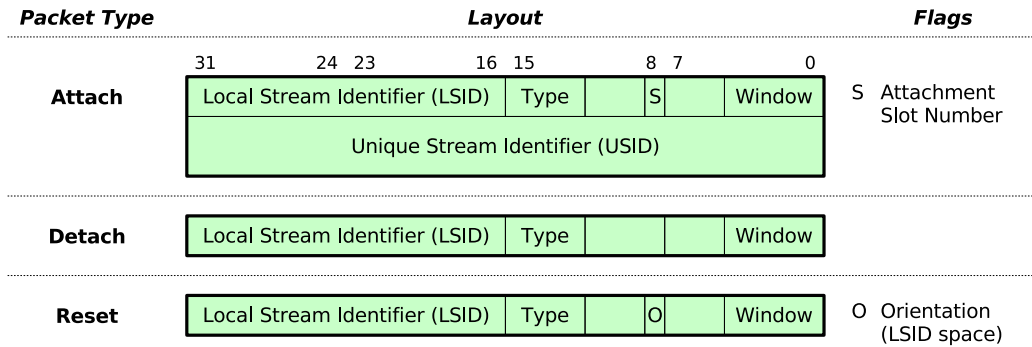 Packet Type Layout Flags
31 24 23 16 15 8 7 0
Attach Local Stream Identifier (LSID) Type S Window S Attachment
Slot Number
Unique Stream Identifier (USID)
Detach Local Stream Identifier (LSID) Type Window
Reset Local Stream Identifier (LSID) Type O Window O Orientation
(LSID space)